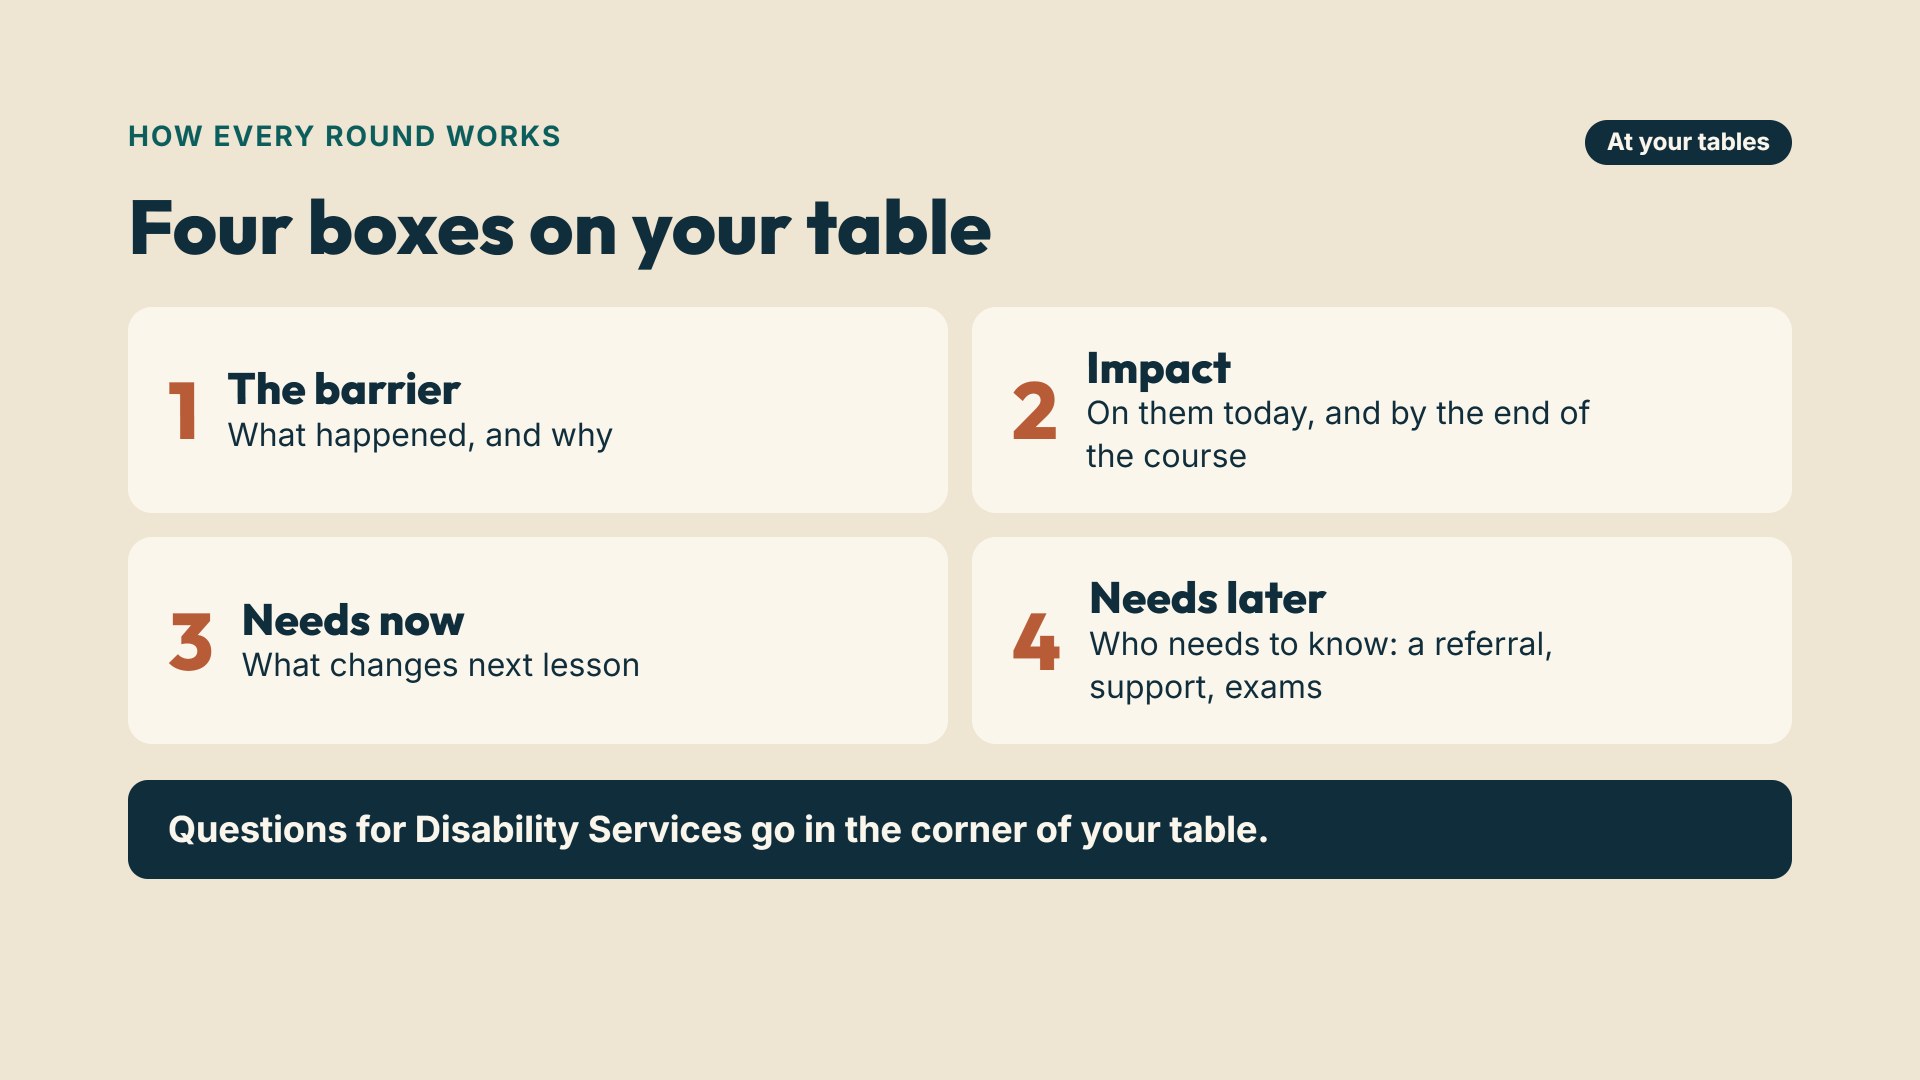 HOW EVERY ROUND WORKS
At your tables
Four boxes on your table
1
The barrier
What happened, and why
2
Impact
On them today, and by the end of
the course
3
Needs now
What changes next lesson
4
Needs later
Who needs to know: a referral,
support, exams
Questions for Disability Services go in the corner of your table.